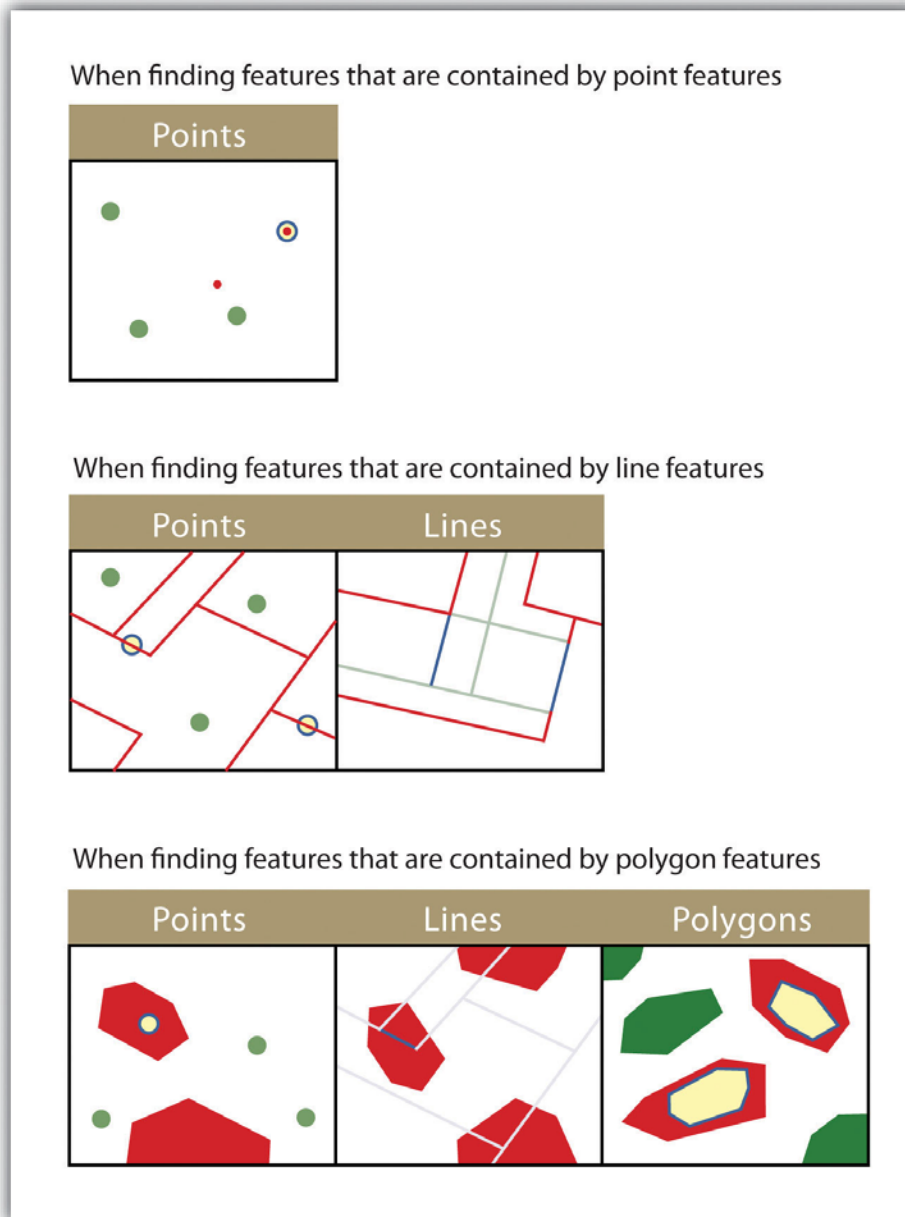 When finding features that are contained by point features
Points
When finding features that are contained by line features
Points Lines
When finding features that are contained by polygon features
Points Lines Polygons